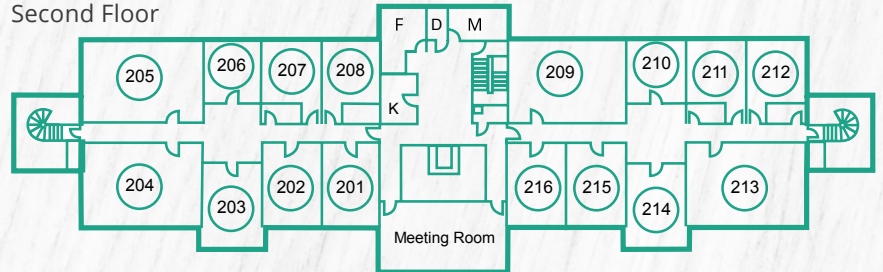 Second Floor
F D M
205 206 207 208 209 210 211 212
K
204 203 202 201 216 215 214 213
Meeting Room